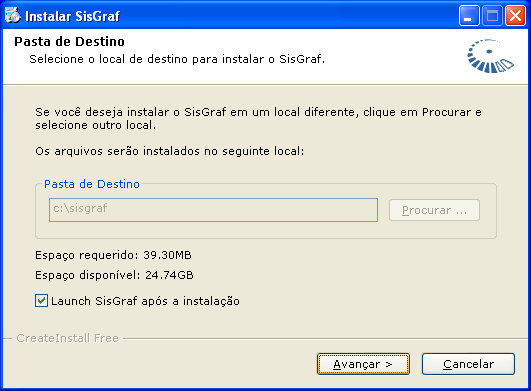 Instalar SisGraf
Pasta de Destino
Selecione o local de destino para instalar o SisGraf.
Se você deseja instalar o SisGraf em um local diferente, clique em Procurar e
selecione outro local.
Os arquivos serão instalados no seguinte local:
Pasta de Destino
c:\sisgraf
Procurar ...
Espaço requerido: 39.30MB
Espaço disponível: 24.74GB
Launch SisGraf após a instalação
CreateInstall Free
Avançar >
Cancelar